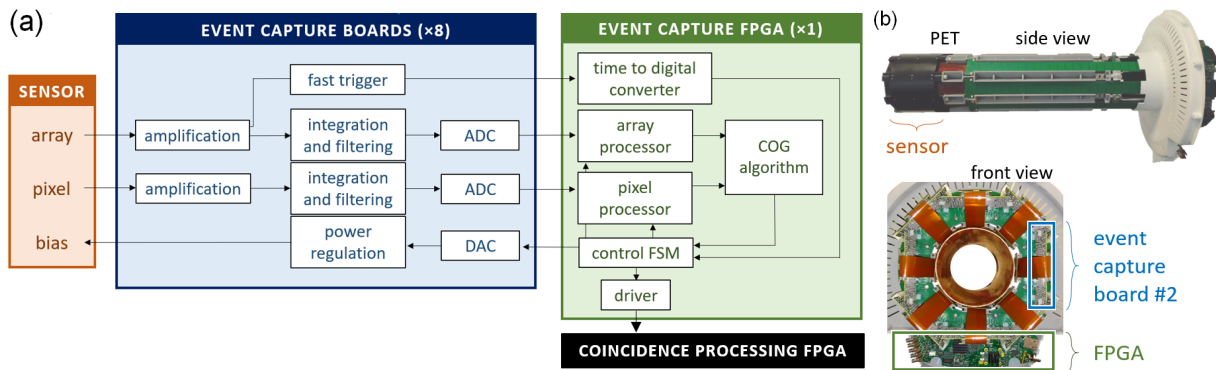 (a)
EVENT CAPTURE BOARDS (×8)
EVENT CAPTURE FPGA (×1)
SENSOR
array
pixel
bias
fast trigger
amplification
integration
and filtering
ADC
amplification
integration
and filtering
ADC
power
regulation
DAC
time to digital
converter
array
processor
COG
algorithm
pixel
processor
control FSM
driver
COINCIDENCE PROCESSING FPGA
(b)
PET
side view
sensor
front view
event
capture
board #2
FPGA